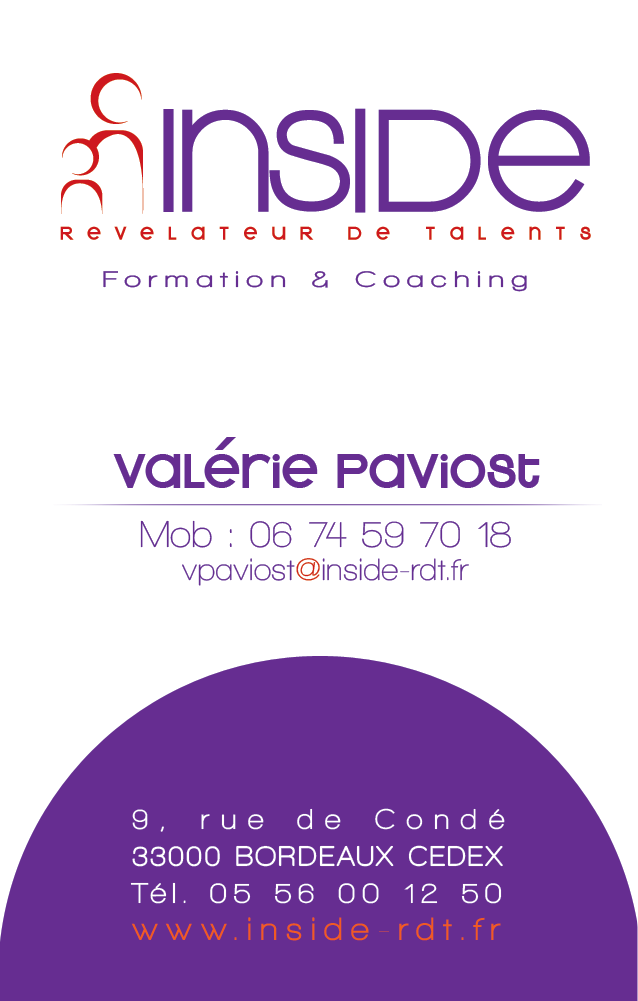 INSIDE
REVELATEUR DE TALENTS
Formation & Coaching
Valérie Paviost
Mob : 06 74 59 70 18
vpaviost@inside-rdt.fr
9, rue de Condé
33000 BORDEAUX CEDEX
Tél. 05 56 00 12 50
www.inside-rdt.fr